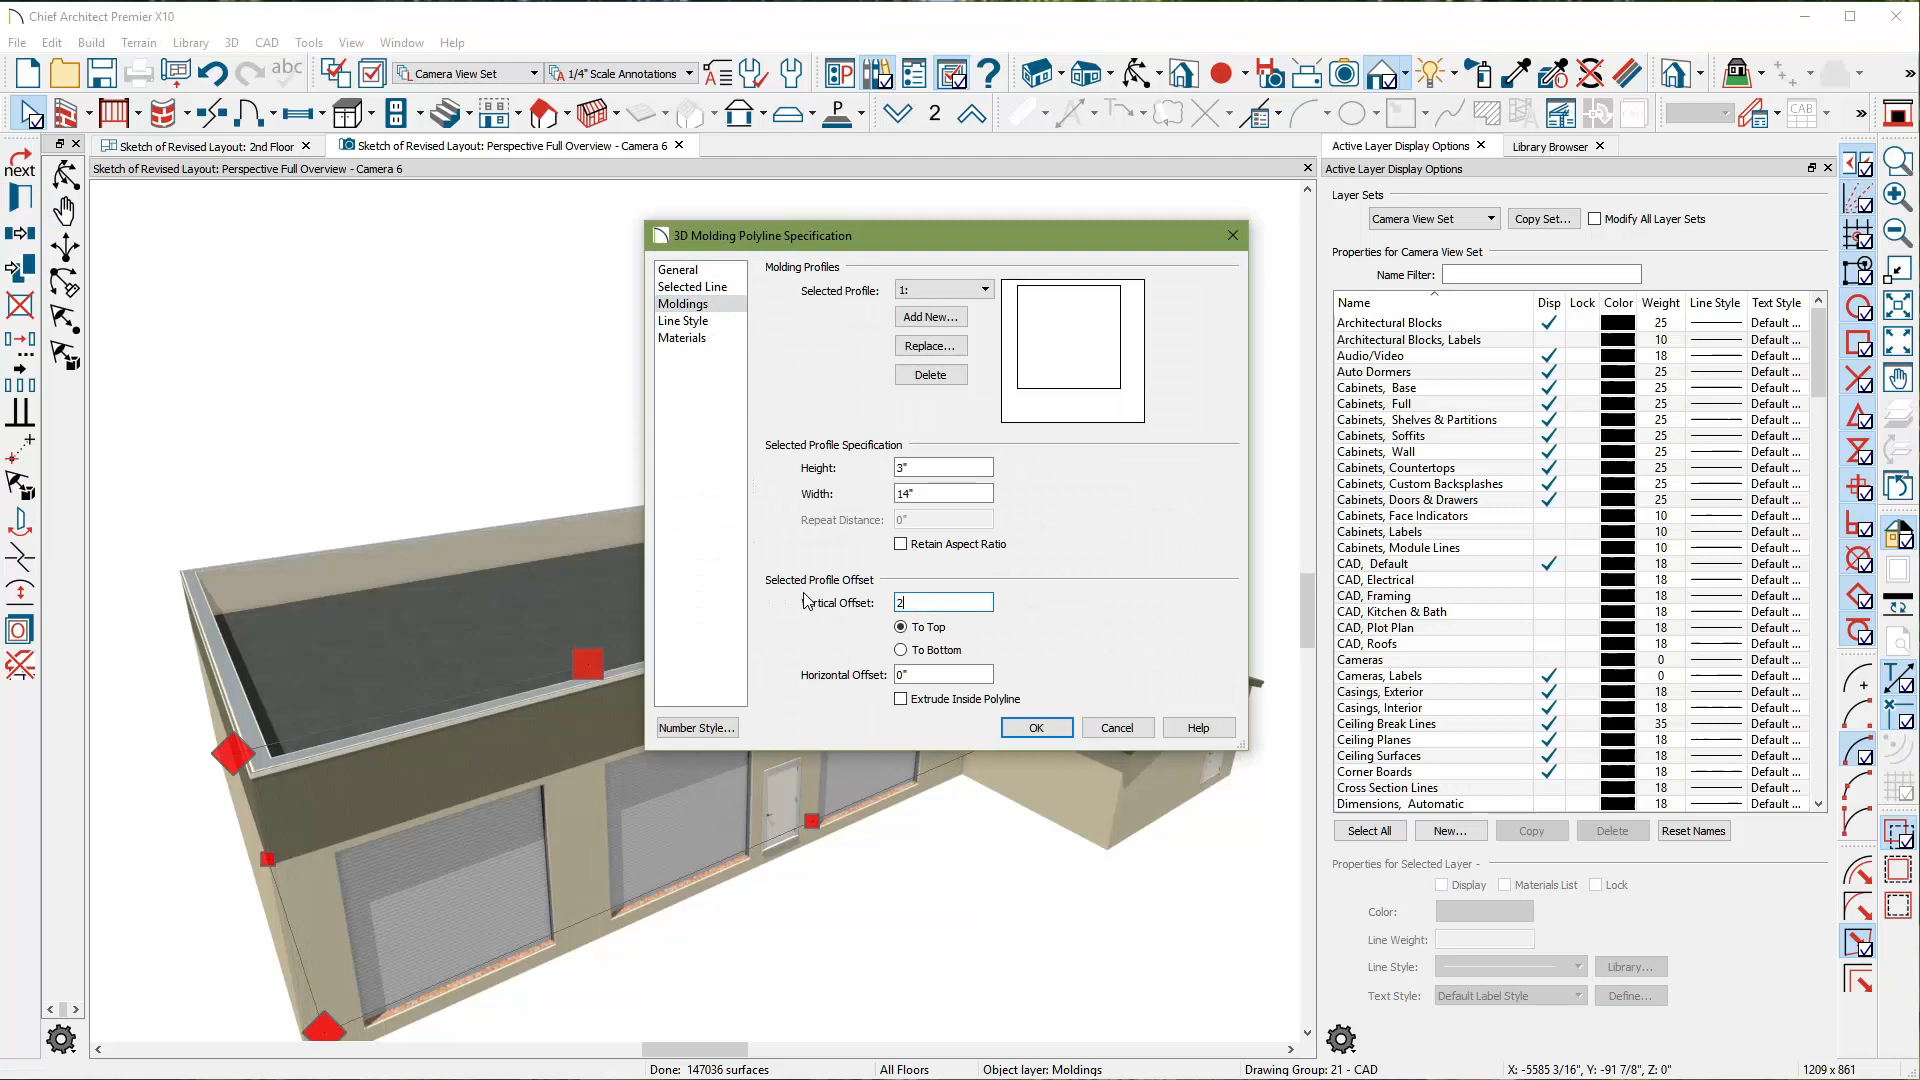 Chief Architect Premier X10
File Edit Build Terrain Library 3D CAD Tools View Window Help
abc Camera View Set 1/4" Scale Annotations
2 P CAB
Sketch of Revised Layout: 2nd Floor Sketch of Revised Layout: Perspective Full Overview - Camera 6
Sketch of Revised Layout: Perspective Full Overview - Camera 6
next
3D Molding Polyline Specification
General
Selected Line
Moldings
Line Style
Materials
Molding Profiles
Selected Profile: 1:
Add New...
Replace...
Delete
Selected Profile Specification
Height: 3"
Width: 14"
Repeat Distance: 0"
Retain Aspect Ratio
Selected Profile Offset
rtical Offset: 2
To Top
To Bottom
Horizontal Offset: 0"
Extrude Inside Polyline
Number Style... OK Cancel Help
Active Layer Display Options Library Browser
Active Layer Display Options
Layer Sets
Camera View Set Copy Set... Modify All Layer Sets
Properties for Camera View Set
Name Filter:
Name Disp Lock Color Weight Line Style Text Style
Architectural Blocks 25 Default ...
Architectural Blocks, Labels 10 Default ...
Audio/Video 18 Default ...
Auto Dormers 25 Default ...
Cabinets, Base 25 Default ...
Cabinets, Full 25 Default ...
Cabinets, Shelves & Partitions 25 Default ...
Cabinets, Soffits 25 Default ...
Cabinets, Wall 25 Default ...
Cabinets, Countertops 25 Default ...
Cabinets, Custom Backsplashes 25 Default ...
Cabinets, Doors & Drawers 25 Default ...
Cabinets, Face Indicators 10 Default ...
Cabinets, Labels 10 Default ...
Cabinets, Module Lines 10 Default ...
CAD, Default 18 Default ...
CAD, Electrical 18 Default ...
CAD, Framing 18 Default ...
CAD, Kitchen & Bath 18 Default ...
CAD, Plot Plan 18 Default ...
CAD, Roofs 18 Default ...
Cameras 0 Default ...
Cameras, Labels 0 Default ...
Casings, Exterior 18 Default ...
Casings, Interior 18 Default ...
Ceiling Break Lines 35 Default ...
Ceiling Planes 18 Default ...
Ceiling Surfaces 18 Default ...
Corner Boards 18 Default ...
Cross Section Lines 18 Default ...
Dimensions, Automatic 18 Default ...
Select All New... Copy Delete Reset Names
Properties for Selected Layer -
Display Materials List Lock
Color:
Line Weight:
Line Style: Library...
Text Style: Default Label Style Define...
Done: 147036 surfaces All Floors Object layer: Moldings Drawing Group: 21 - CAD X: -5585 3/16", Y: -91 7/8", Z: 0" 1209 x 861